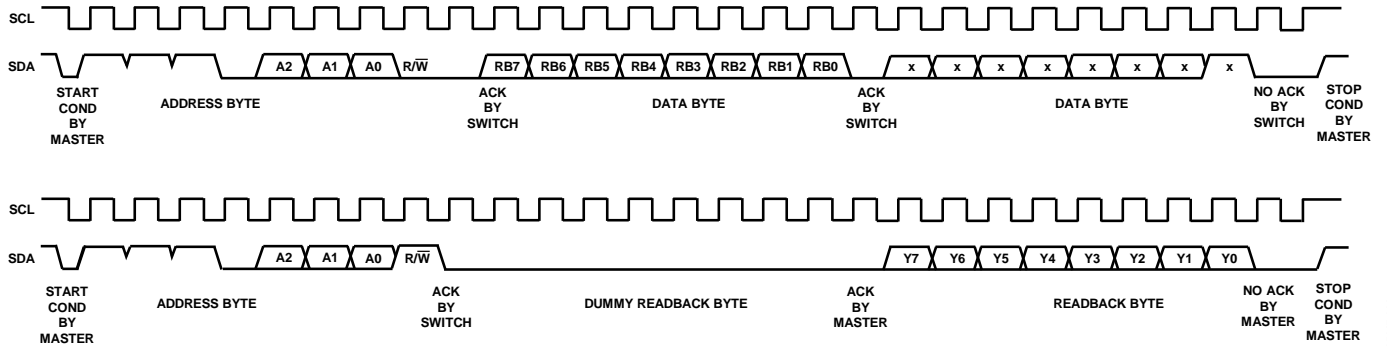 SCL
SDA A2 A1 A0 R/W̅ RB7 RB6 RB5 RB4 RB3 RB2 RB1 RB0 x x x x x x x x
START
COND
BY
MASTER
ADDRESS BYTE
ACK
BY
SWITCH
DATA BYTE
ACK
BY
SWITCH
DATA BYTE
NO ACK
BY
SWITCH
STOP
COND
BY
MASTER
SCL
SDA A2 A1 A0 R/W̅ Y7 Y6 Y5 Y4 Y3 Y2 Y1 Y0
START
COND
BY
MASTER
ADDRESS BYTE
ACK
BY
SWITCH
DUMMY READBACK BYTE
ACK
BY
MASTER
READBACK BYTE
NO ACK
BY
MASTER
STOP
COND
BY
MASTER